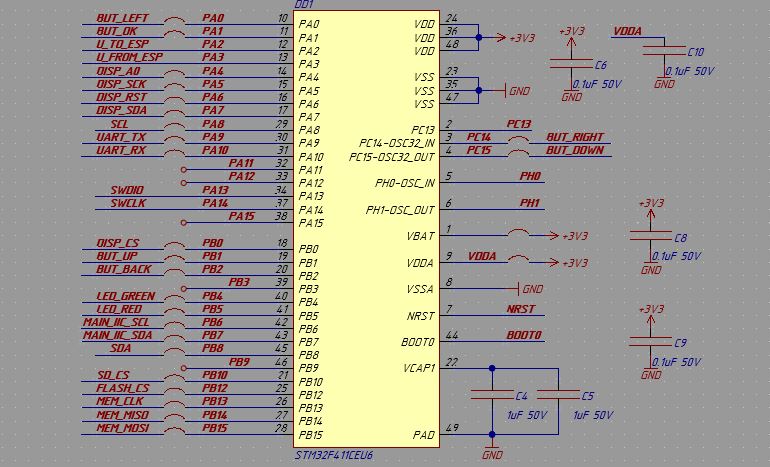 DD1
BUT_LEFT PA0 10 PA0 VDD 24
BUT_OK PA1 11 PA1 VDD 36 +3V3
U_TO_ESP PA2 12 PA2 VDD 48
U_FROM_ESP PA3 13 PA3
DISP_A0 PA4 14 PA4 VSS 23
DISP_SCK PA5 15 PA5 VSS 35 GND
DISP_RST PA6 16 PA6 VSS 47
DISP_SDA PA7 17 PA7
SCL PA8 29 PA8 PC13 2 PC13
UART_TX PA9 30 PA9 PC14-OSC32_IN 3 PC14 BUT_RIGHT
UART_RX PA10 31 PA10 PC15-OSC32_OUT 4 PC15 BUT_DOWN
PA11 32 PA11
PA12 33 PA12 PH0-OSC_IN 5 PH0
SWDIO PA13 34 PA13
SWCLK PA14 37 PA14 PH1-OSC_OUT 6 PH1
PA15 38 PA15
VBAT 1 +3V3
DISP_CS PB0 18 PB0
BUT_UP PB1 19 PB1 VDDA 9 VDDA +3V3
BUT_BACK PB2 20 PB2
PB3 39 PB3 VSSA 8 GND
LED_GREEN PB4 40 PB4
LED_RED PB5 41 PB5 NRST 7 NRST
MAIN_IIC_SCL PB6 42 PB6
MAIN_IIC_SDA PB7 43 PB7 BOOT0 44 BOOT0
SDA PB8 45 PB8
PB9 46 PB9 VCAP1 22
SD_CS PB10 21 PB10
FLASH_CS PB12 25 PB12
MEM_CLK PB13 26 PB13
MEM_MISO PB14 27 PB14
MEM_MOSI PB15 28 PB15 PAD 49
STM32F411CEU6
C4
1uF 50V
C5
1uF 50V
GND
+3V3
C6
0.1uF 50V
GND
VDDA
C10
0.1uF 50V
GND
+3V3
C8
0.1uF 50V
GND
+3V3
C9
0.1uF 50V
GND